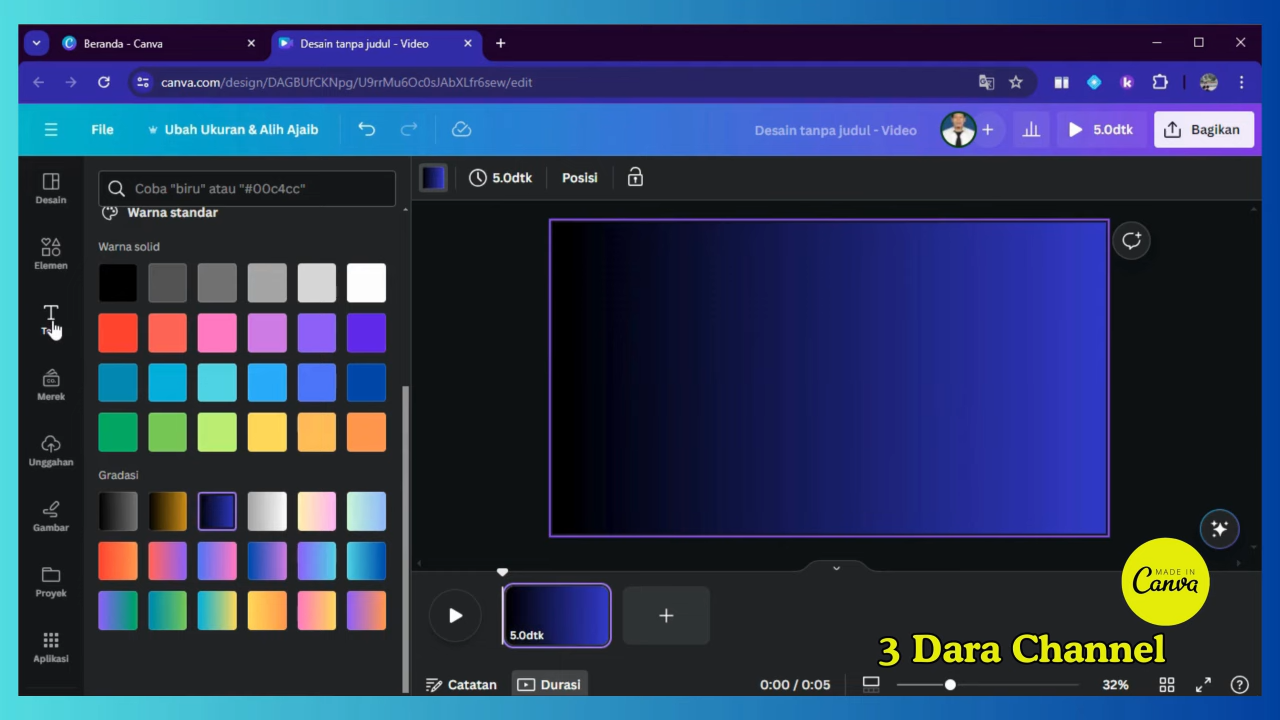 Beranda - Canva
Desain tanpa judul - Video
canva.com/design/DAGBUfCKNpg/U9rrMu6Oc0sJAbXLfr6sew/edit
File
Ubah Ukuran & Alih Ajaib
Desain tanpa judul - Video
5.0dtk
Bagikan
Desain
Elemen
Merek
CO.
Unggahan
Gambar
Proyek
Aplikasi
Coba "biru" atau "#00c4cc"
Warna standar
Warna solid
Gradasi
5.0dtk
Posisi
5.0dtk
MADE IN
Canva
3 Dara Channel
Catatan
Durasi
0:00 / 0:05
32%